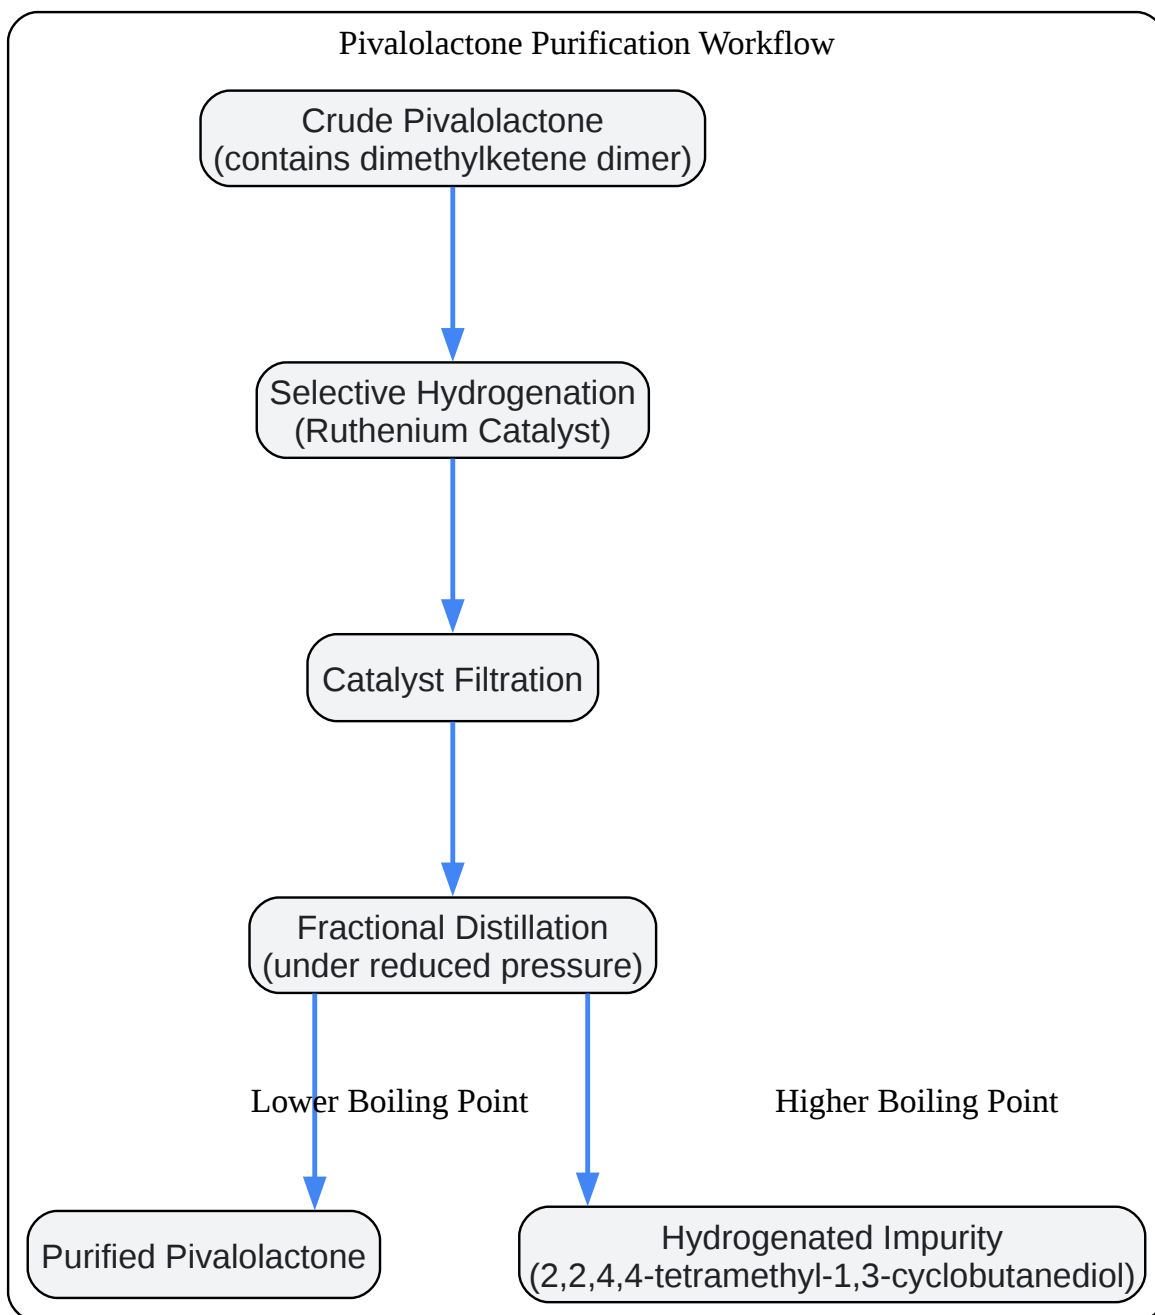 Pivalolactone Purification Workflow
Crude Pivalolactone
(contains dimethylketene dimer)
Selective Hydrogenation
(Ruthenium Catalyst)
Catalyst Filtration
Fractional Distillation
(under reduced pressure)
Lower Boiling Point
Higher Boiling Point
Purified Pivalolactone
Hydrogenated Impurity
(2,2,4,4-tetramethyl-1,3-cyclobutanediol)